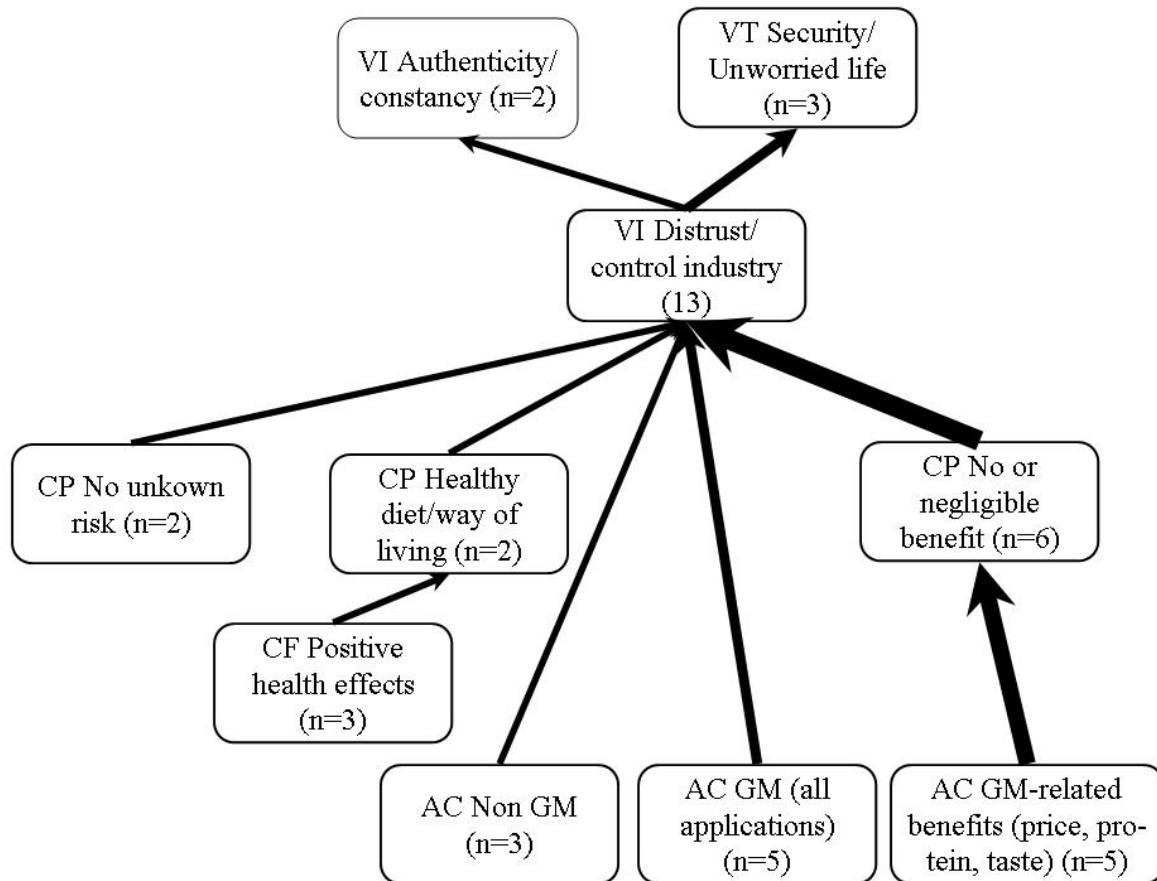 VI Authenticity/
constancy (n=2)
VT Security/
Unworried life
(n=3)
VI Distrust/
control industry
(13)
CP No unkown
risk (n=2)
CP Healthy
diet/way of
living (n=2)
CP No or
negligible
benefit (n=6)
CF Positive
health effects
(n=3)
AC Non GM
(n=3)
AC GM (all
applications)
(n=5)
AC GM-related
benefits (price, pro-
tein, taste) (n=5)